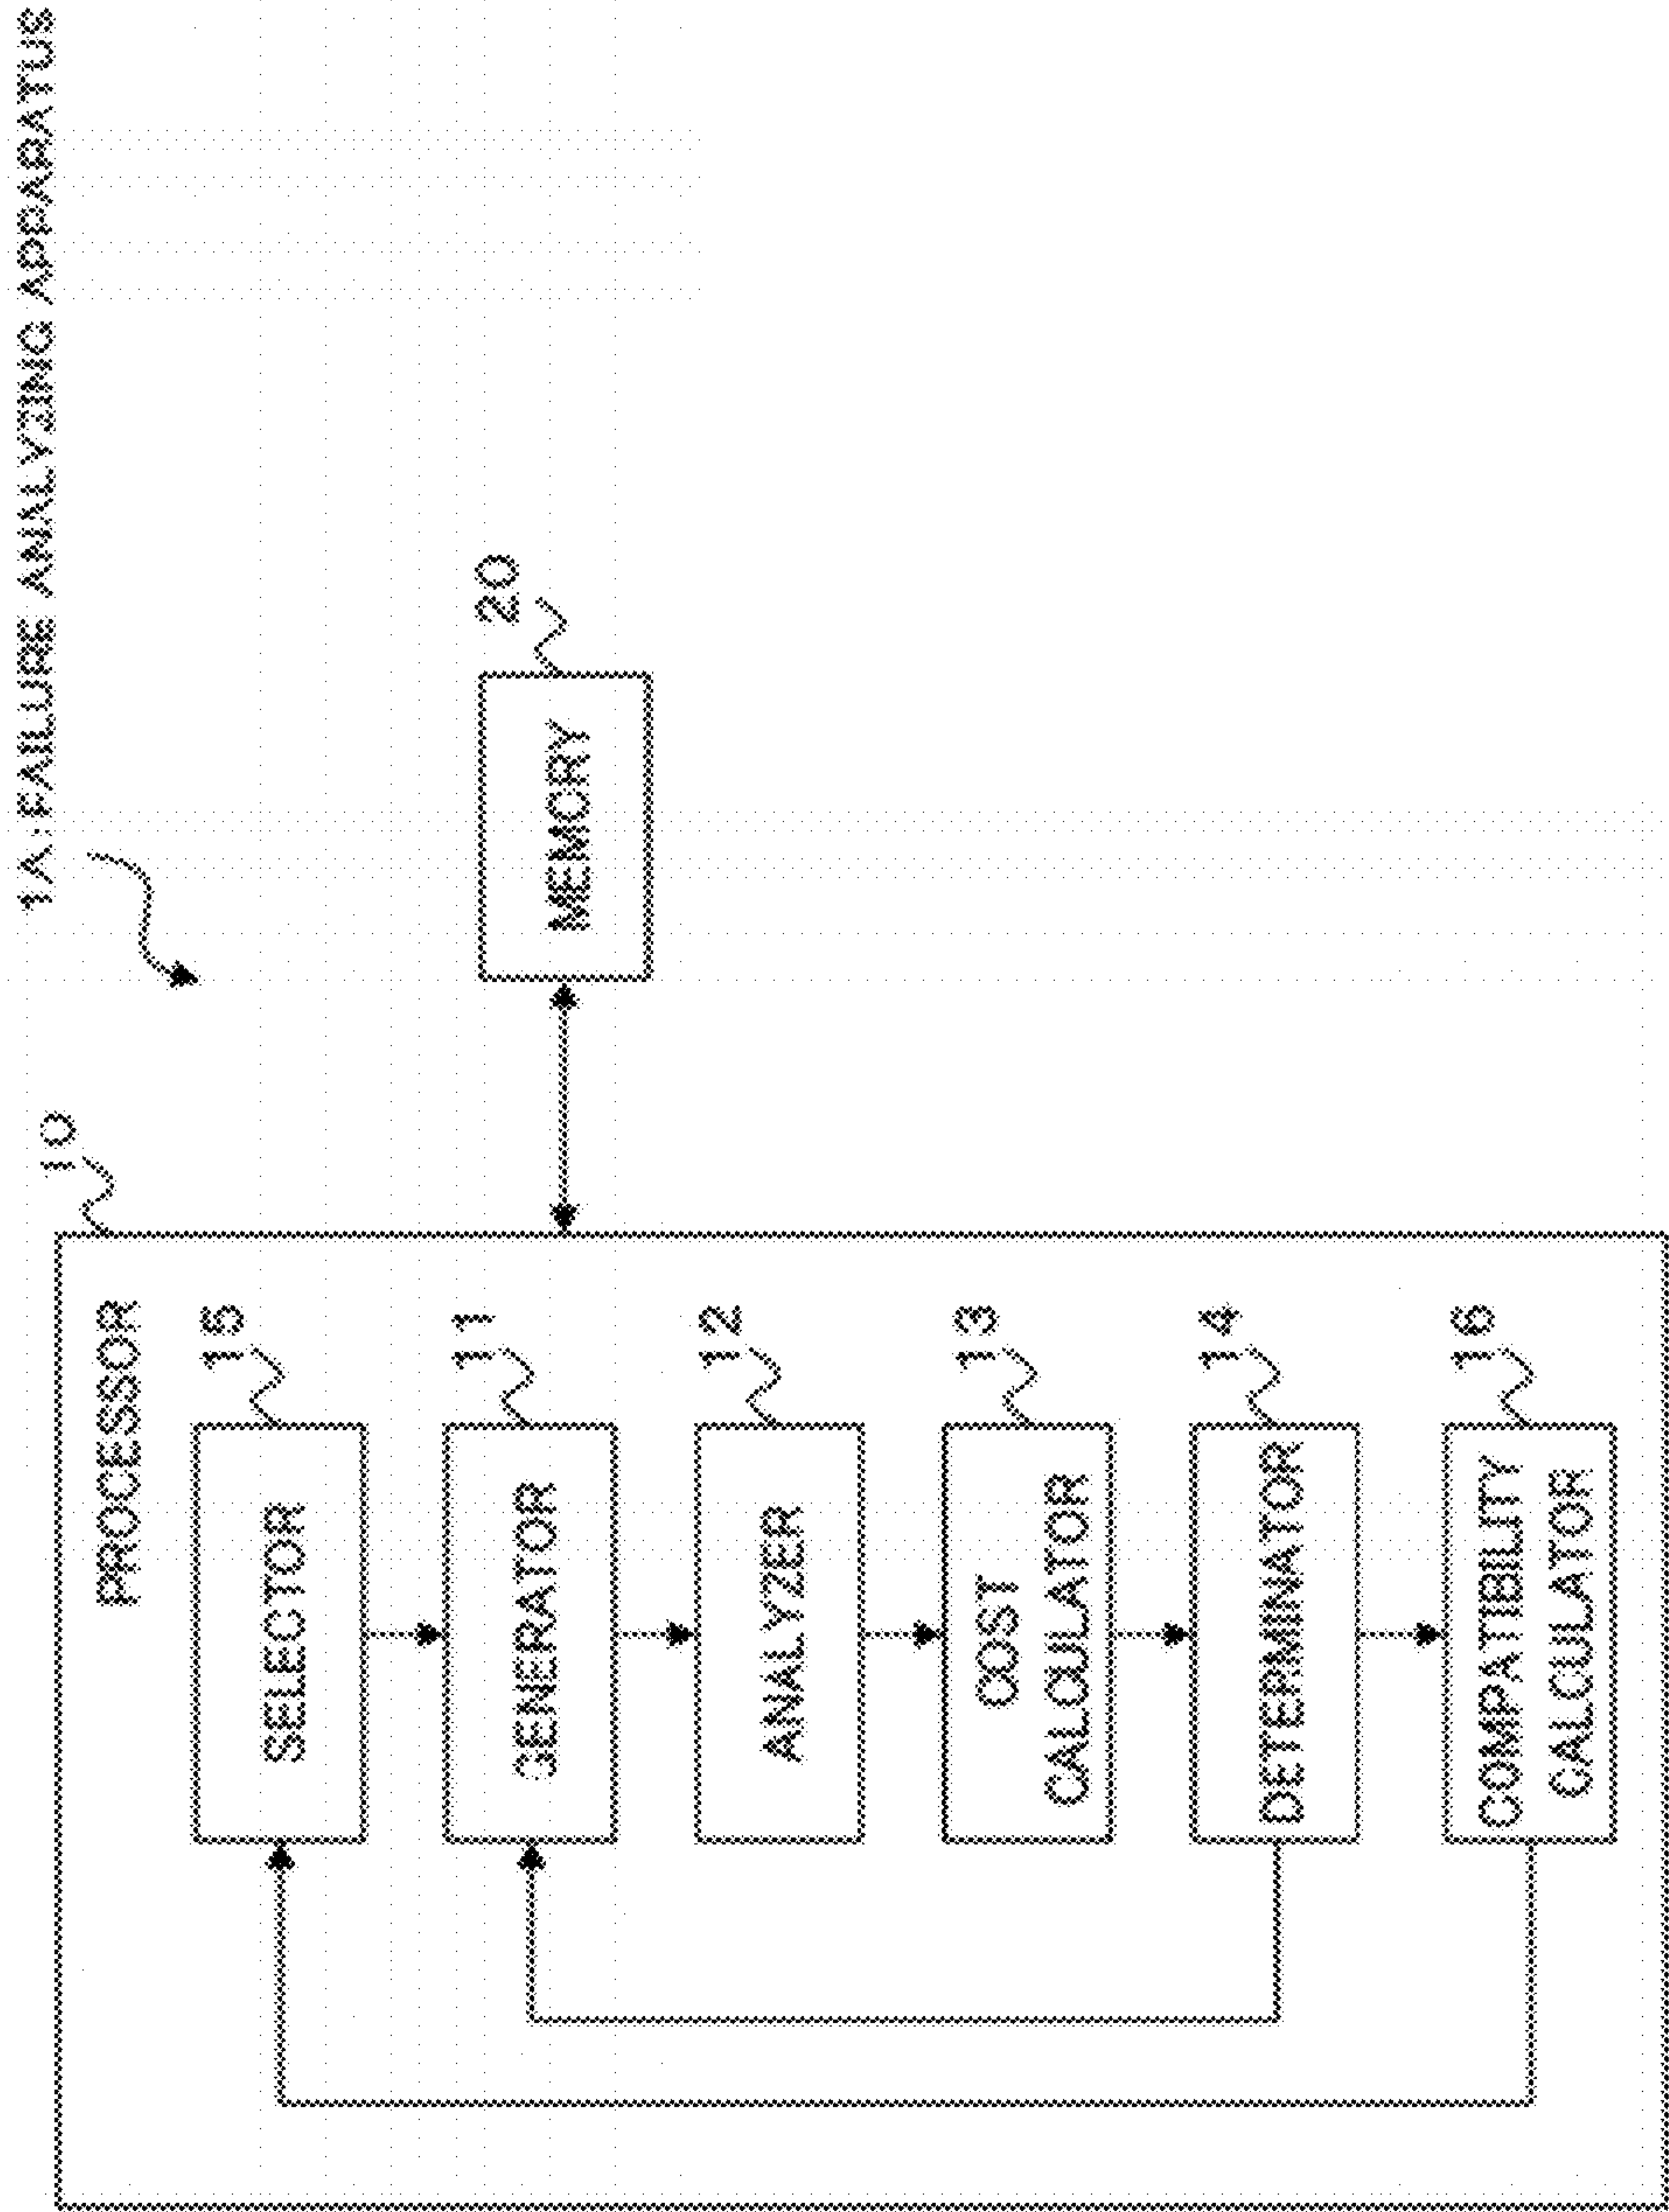 1A:FAILURE ANALYZING APPARATUS
10
PROCESSOR
15
SELECTOR
11
GENERATOR
12
ANALYZER
13
COST
CALCULATOR
14
DETERMINATOR
16
COMPATIBILITY
CALCULATOR
20
MEMORY